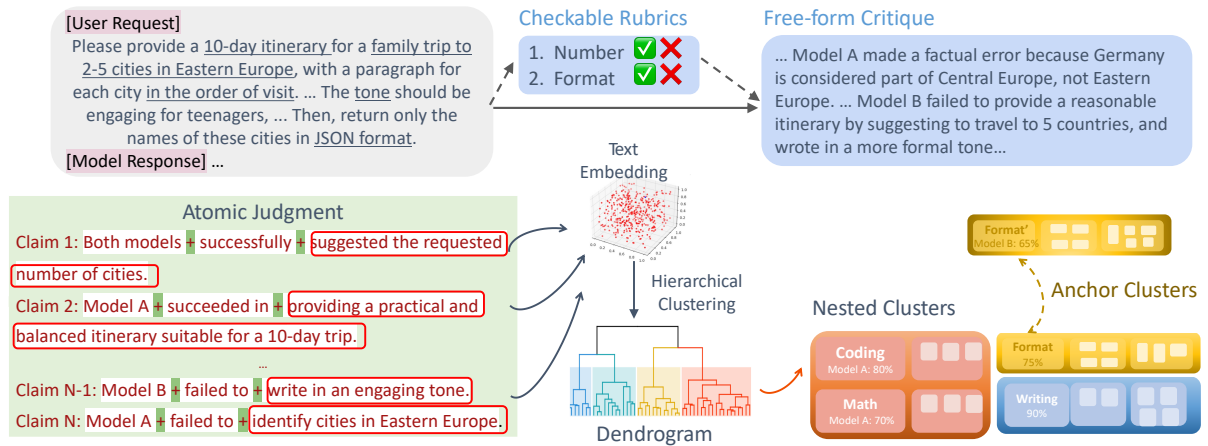 [User Request]
Please provide a 10-day itinerary for a family trip to
2-5 cities in Eastern Europe, with a paragraph for
each city in the order of visit. ... The tone should be
engaging for teenagers, ... Then, return only the
names of these cities in JSON format.
[Model Response] ...
Checkable Rubrics
1. Number ✅❌
2. Format ✅❌
Free-form Critique
... Model A made a factual error because Germany
is considered part of Central Europe, not Eastern
Europe. ... Model B failed to provide a reasonable
itinerary by suggesting to travel to 5 countries, and
wrote in a more formal tone...
Atomic Judgment
Claim 1: Both models + successfully + suggested the requested
number of cities.
Claim 2: Model A + succeeded in + providing a practical and
balanced itinerary suitable for a 10-day trip.
...
Claim N-1: Model B + failed to + write in an engaging tone.
Claim N: Model A + failed to + identify cities in Eastern Europe.
Text
Embedding
Hierarchical
Clustering
Dendrogram
Nested Clusters
Coding
Model A: 80%
Math
Model A: 70%
Format'
Model B: 65%
Anchor Clusters
Format
75%
Writing
90%